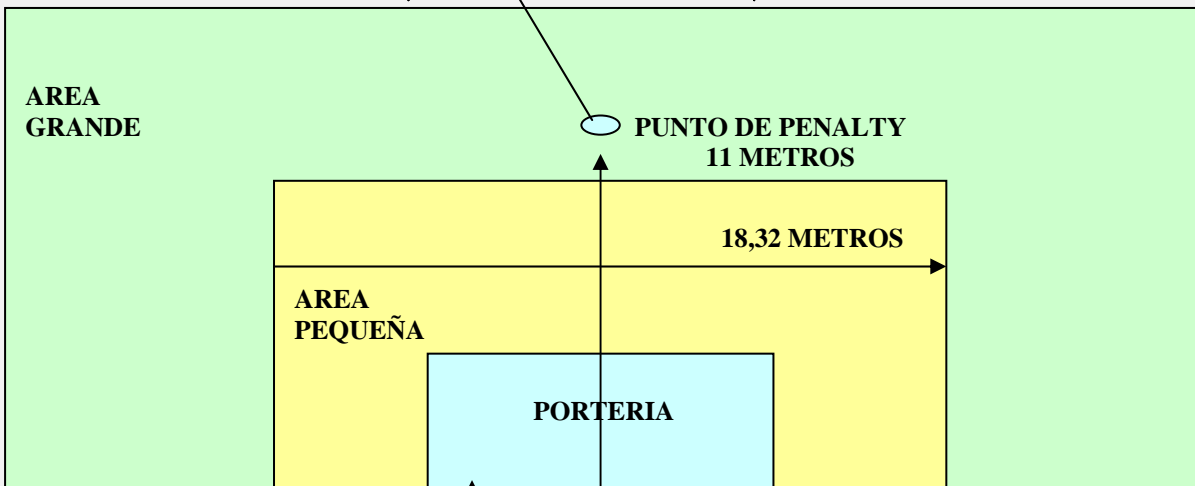 AREA
GRANDE
PUNTO DE PENALTY
11 METROS
18,32 METROS
AREA
PEQUEÑA
PORTERIA